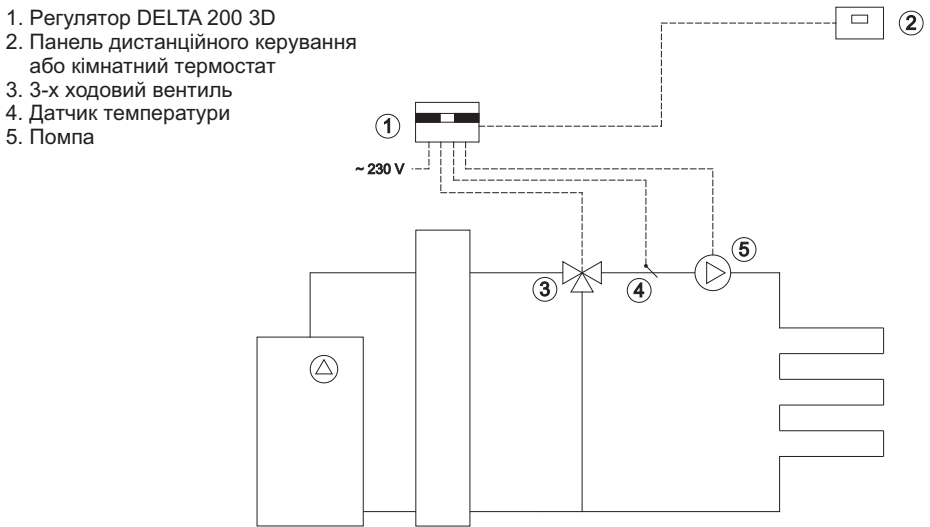 1. Регулятор DELTA 200 3D
2. Панель дистанційного керування
або кімнатний термостат
3. 3-х ходовий вентиль
4. Датчик температури
5. Помпа
2
1
~ 230 V
5
3
4